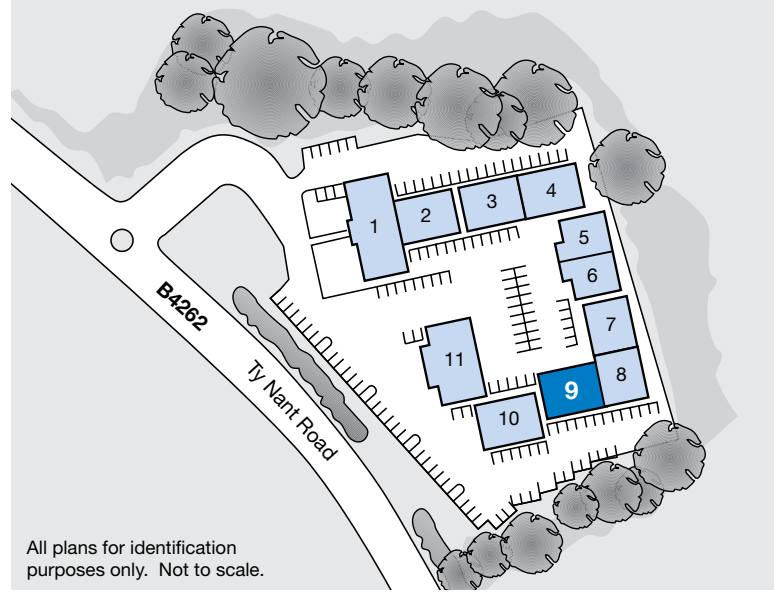 1
2
3
4
5
6
7
8
9
10
11
B4262
Ty Nant Road
All plans for identification
purposes only. Not to scale.